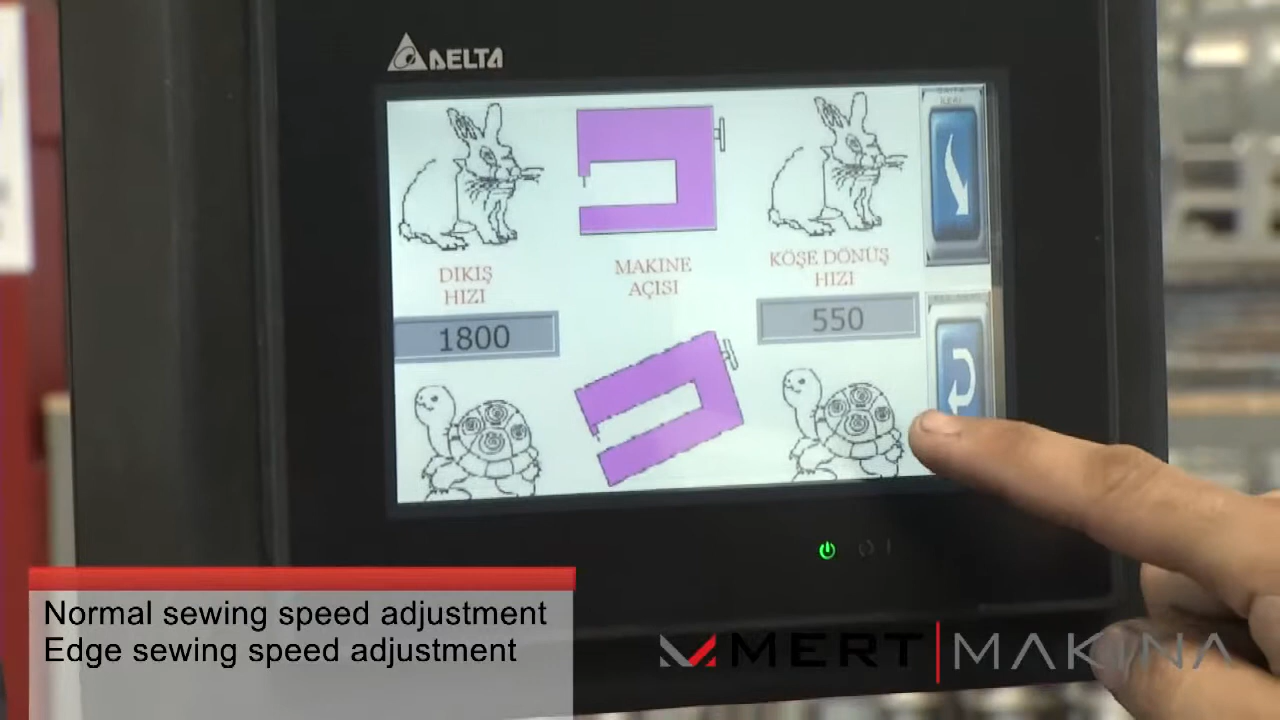 DELTA
DIKIŞ
HIZI
1800
MAKINE
AÇISI
KÖŞE DÖNÜŞ
HIZI
550
Normal sewing speed adjustment
Edge sewing speed adjustment
MERT MAKINA